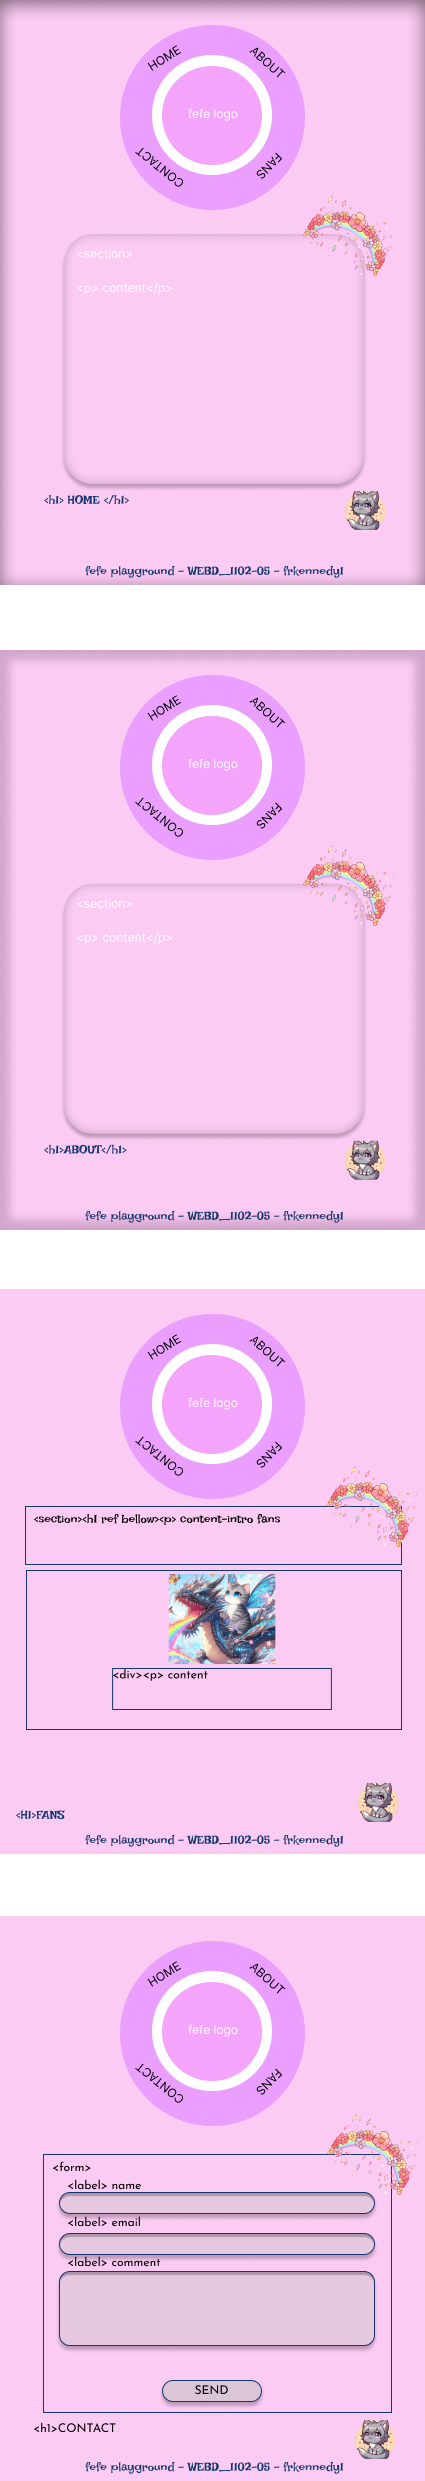 HOME
ABOUT
fefe logo
CONTACT
FANS
<section>
<p> content</p>
<h1> HOME </h1>
fefe playground - WEBD__1102-05 - frkennedy1
HOME
ABOUT
fefe logo
CONTACT
FANS
<section>
<p> content</p>
<h1>ABOUT</h1>
fefe playground - WEBD__1102-05 - frkennedy1
HOME
ABOUT
fefe logo
CONTACT
FANS
<section><h1 ref bellow><p> content-intro fans
<div><p> content
<H1>FANS
fefe playground - WEBD__1102-05 - frkennedy1
HOME
ABOUT
fefe logo
CONTACT
FANS
<form>
<label> name
<label> email
<label> comment
SEND
<h1>CONTACT
fefe playground - WEBD__1102-05 - frkennedy1